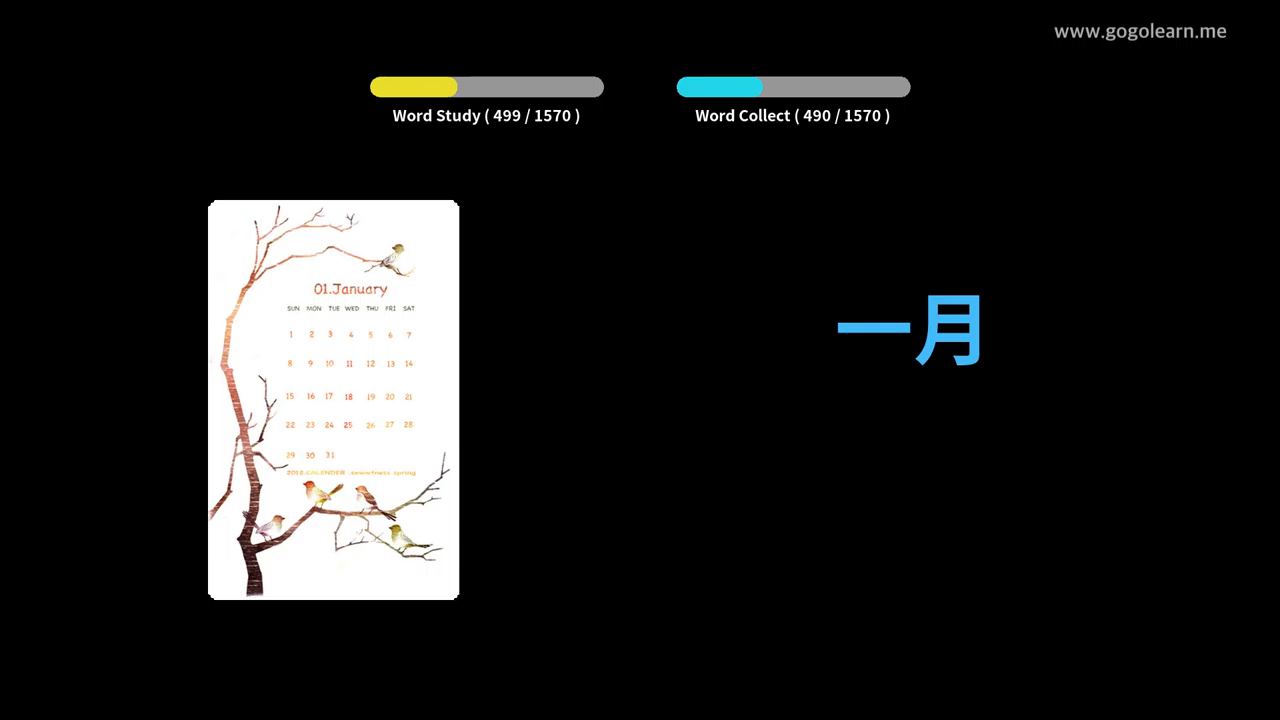 www.gogolearn.me
Word Study ( 499 / 1570 )
Word Collect ( 490 / 1570 )
01.January
SUN MON TUE WED THU FRI SAT
1 2 3 4 5 6 7
8 9 10 11 12 13 14
15 16 17 18 19 20 21
22 23 24 25 26 27 28
29 30 31
CALENDER
spring
一月